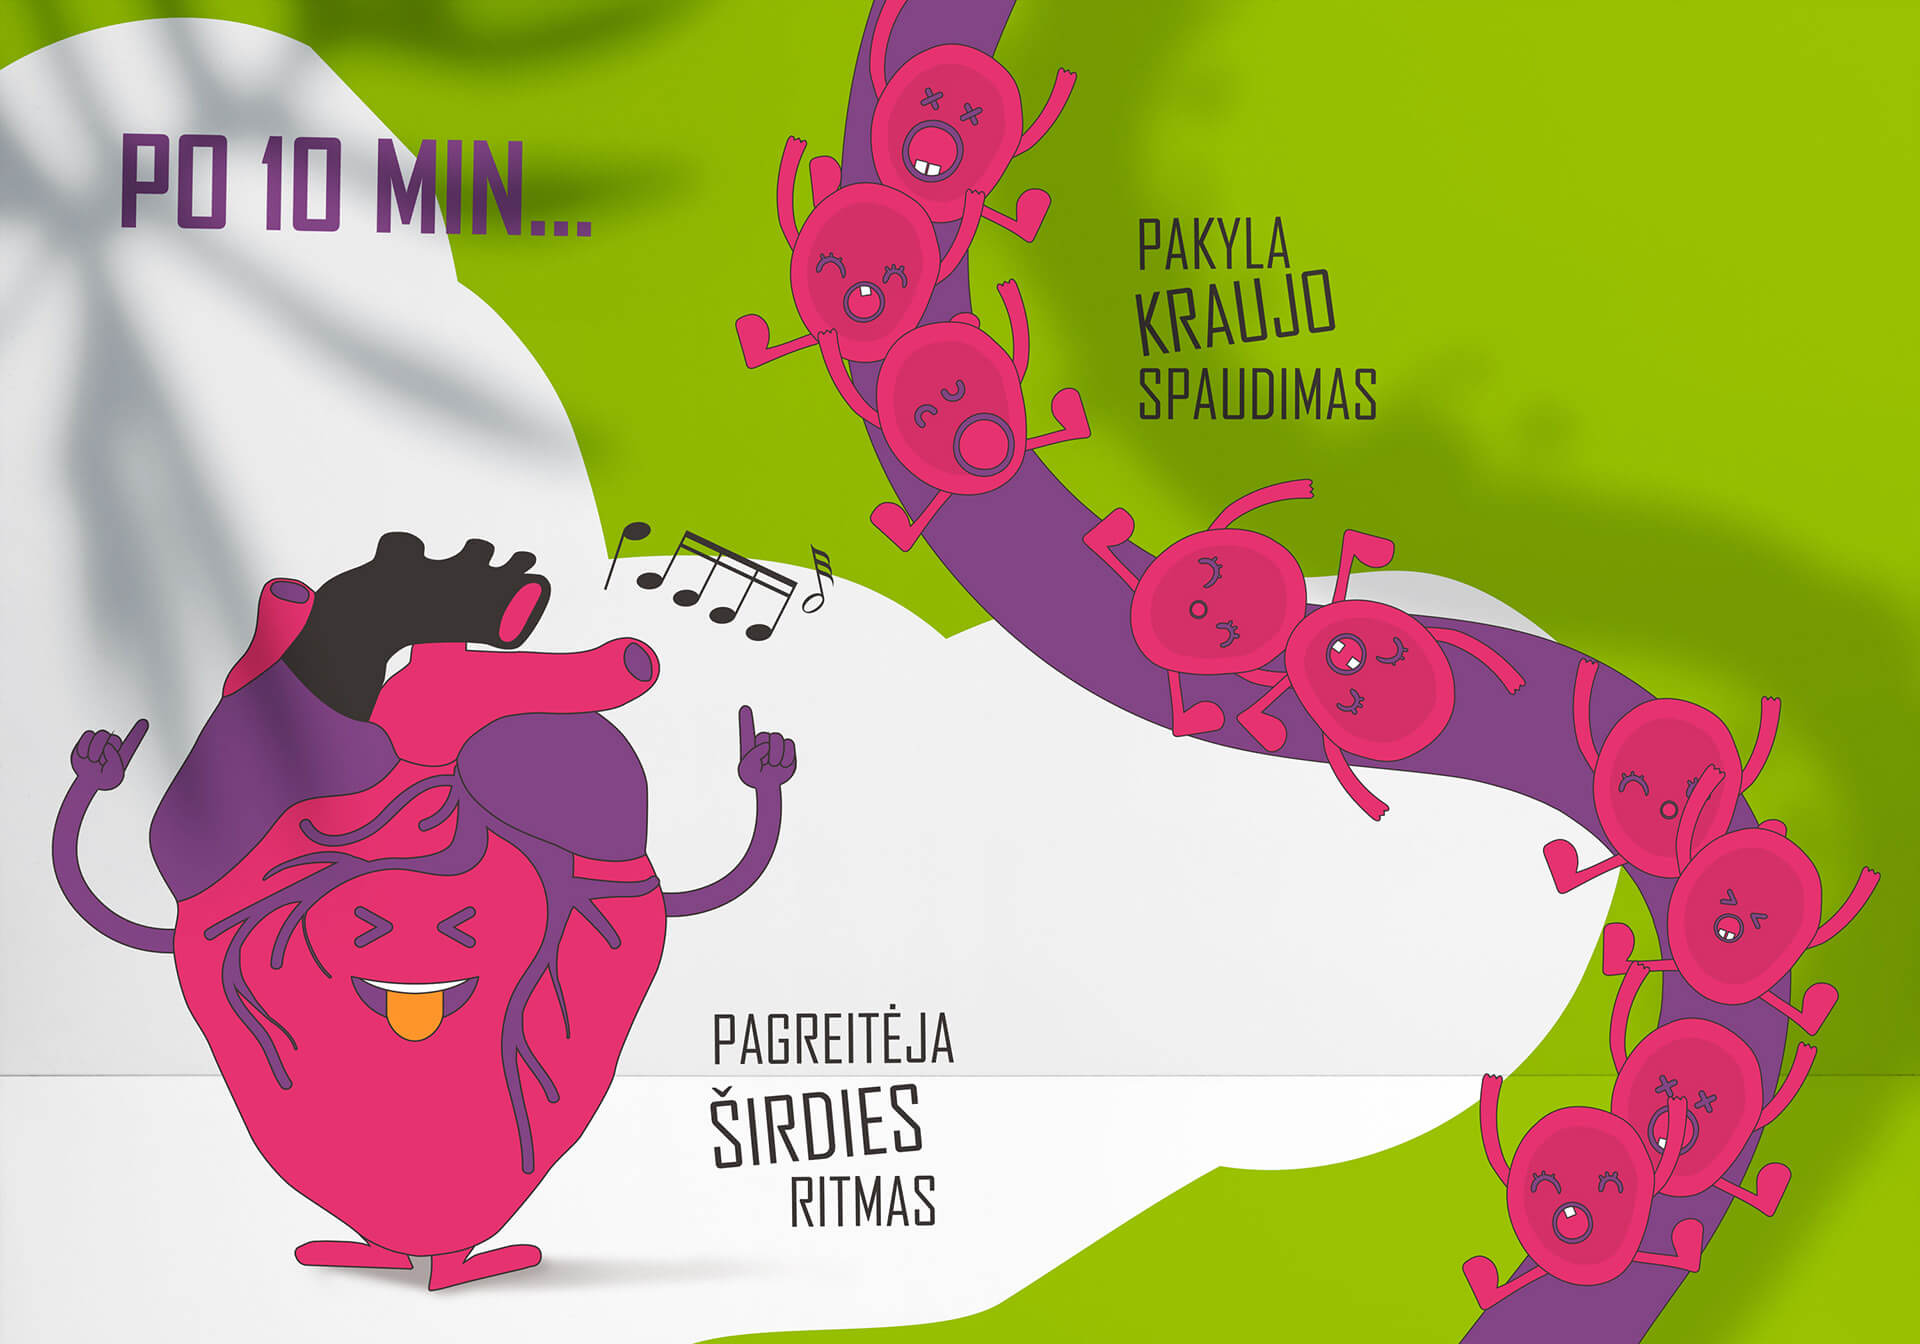 PO 10 MIN...
PAKYLA
KRAUJO
SPAUDIMAS
PAGREITĖJA
ŠIRDIES
RITMAS